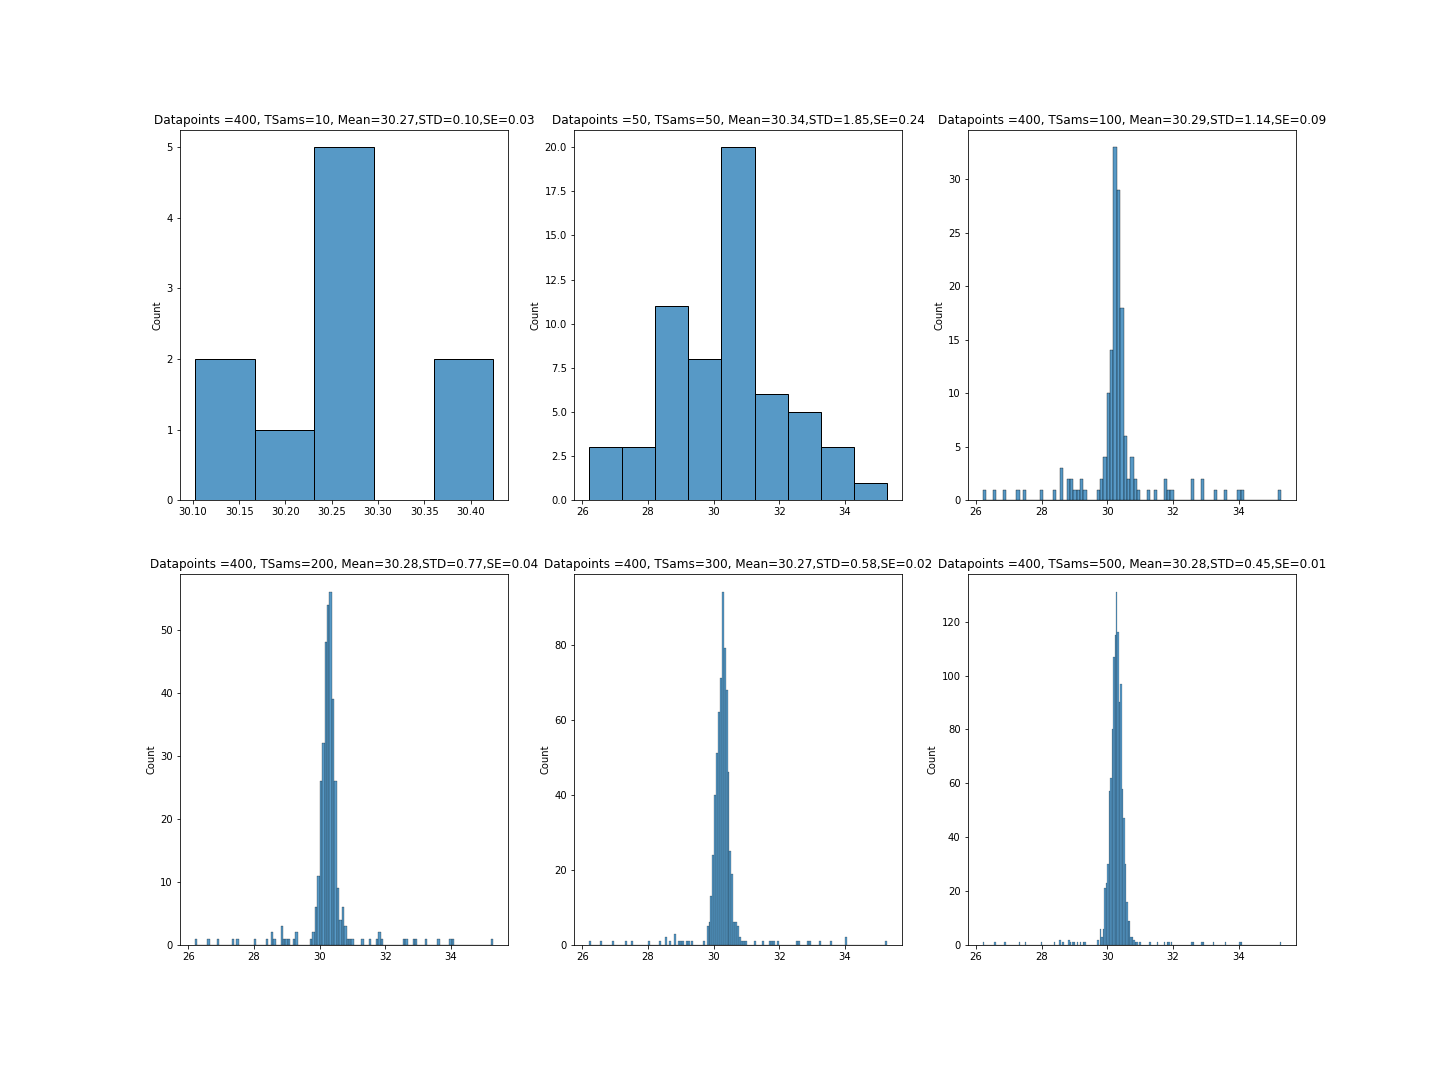 Datapoints =400, TSams=10, Mean=30.27,STD=0.10,SE=0.03
Count
5
4
3
2
1
0
30.10 30.15 30.20 30.25 30.30 30.35 30.40
Datapoints =50, TSams=50, Mean=30.34,STD=1.85,SE=0.24
Count
20.0
17.5
15.0
12.5
10.0
7.5
5.0
2.5
0.0
26 28 30 32 34
Datapoints =400, TSams=100, Mean=30.29,STD=1.14,SE=0.09
Count
30
25
20
15
10
5
0
26 28 30 32 34
Datapoints =400, TSams=200, Mean=30.28,STD=0.77,SE=0.04
Count
50
40
30
20
10
0
26 28 30 32 34
Datapoints =400, TSams=300, Mean=30.27,STD=0.58,SE=0.02
Count
80
60
40
20
0
26 28 30 32 34
Datapoints =400, TSams=500, Mean=30.28,STD=0.45,SE=0.01
Count
120
100
80
60
40
20
0
26 28 30 32 34